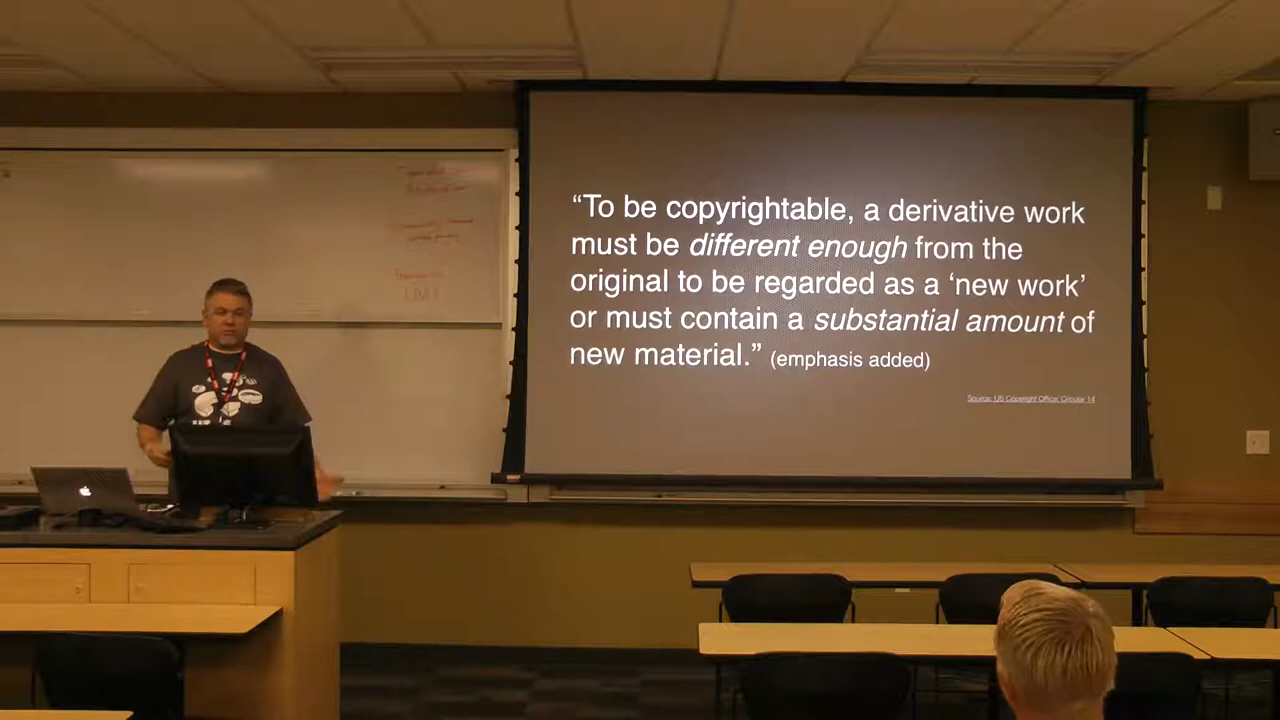 “To be copyrightable, a derivative work
must be different enough from the
original to be regarded as a ‘new work’
or must contain a substantial amount of
new material.” (emphasis added)
Source: US Copyright Office: Circular 14